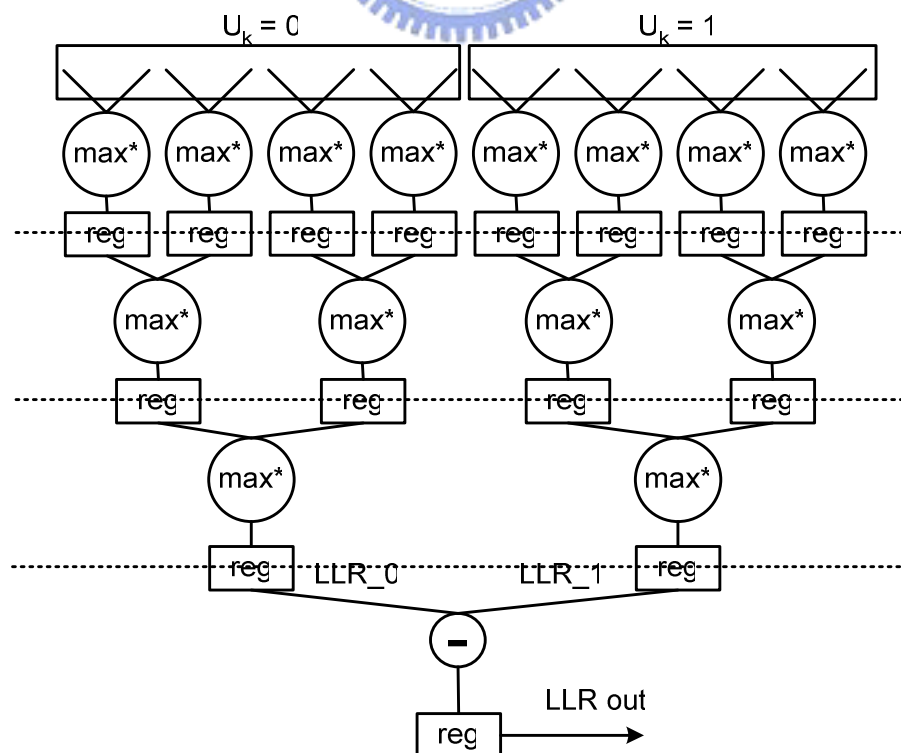 U_k = 0 U_k = 1
max* max* max* max* max* max* max* max*
reg reg reg reg reg reg reg reg
max* max* max* max*
reg reg reg reg
max* max*
reg LLR_0 LLR_1 reg
-
LLR out
reg